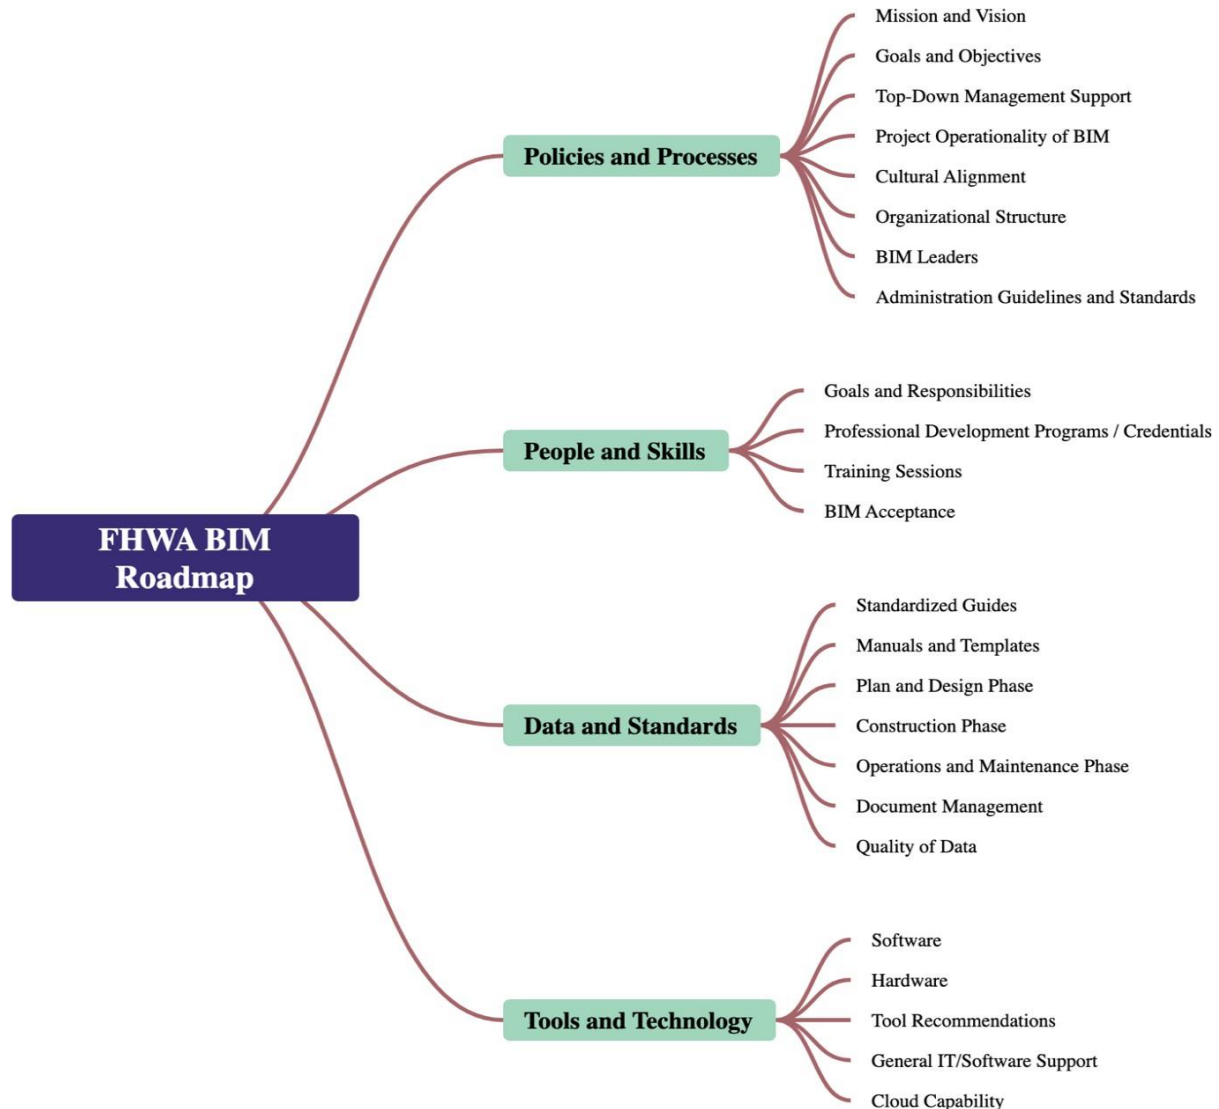 FHWA BIM
Roadmap
Policies and Processes
Mission and Vision
Goals and Objectives
Top-Down Management Support
Project Operationality of BIM
Cultural Alignment
Organizational Structure
BIM Leaders
Administration Guidelines and Standards
People and Skills
Goals and Responsibilities
Professional Development Programs / Credentials
Training Sessions
BIM Acceptance
Data and Standards
Standardized Guides
Manuals and Templates
Plan and Design Phase
Construction Phase
Operations and Maintenance Phase
Document Management
Quality of Data
Tools and Technology
Software
Hardware
Tool Recommendations
General IT/Software Support
Cloud Capability